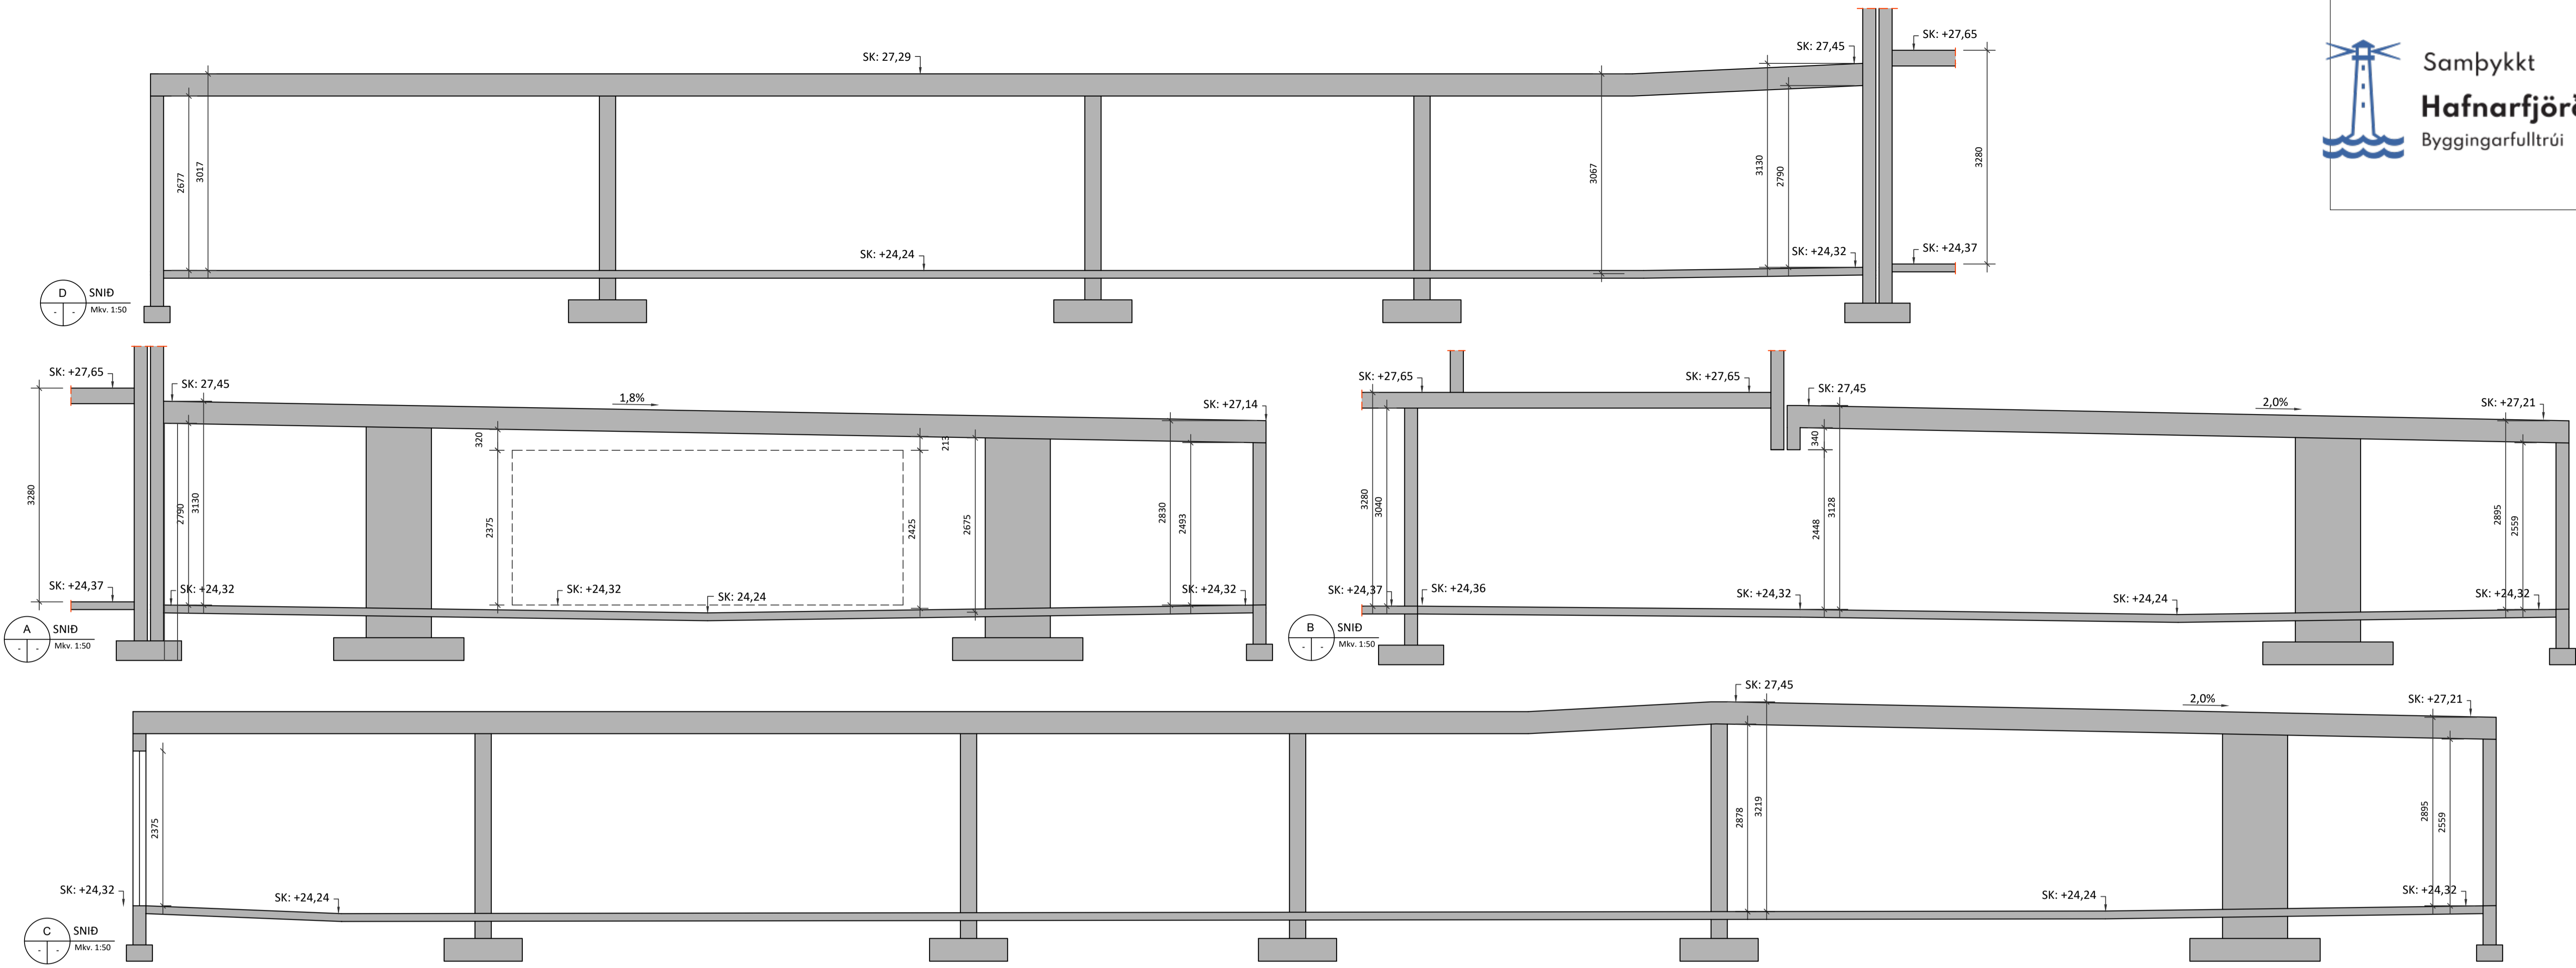 SK: 27,29
SK: 27,45
SK: +27,65
2677
3017
3067
3130
2790
3280
SK: +24,24
SK: +24,32
SK: +24,37
D
SNIÐ
- -
Mkv. 1:50
Samþykkt
Hafnarfjör
Byggingarfulltrúi
SK: +27,65
SK: 27,45
1,8%
SK: +27,14
320
213
3280
2790
3130
2375
2425
2675
2830
2493
SK: +24,37
SK: +24,32
SK: +24,32
SK: 24,24
SK: +24,32
A
SNIÐ
- -
Mkv. 1:50
SK: +27,65
SK: +27,65
SK: 27,45
2,0%
SK: +27,21
340
3280
3040
2448
3128
2895
2559
SK: +24,37
SK: +24,36
SK: +24,32
SK: +24,24
SK: +24,32
B
SNIÐ
- -
Mkv. 1:50
SK: 27,45
2,0%
SK: +27,21
2375
2878
3219
2895
2559
SK: +24,32
SK: +24,24
SK: +24,24
SK: +24,32
C
SNIÐ
- -
Mkv. 1:50